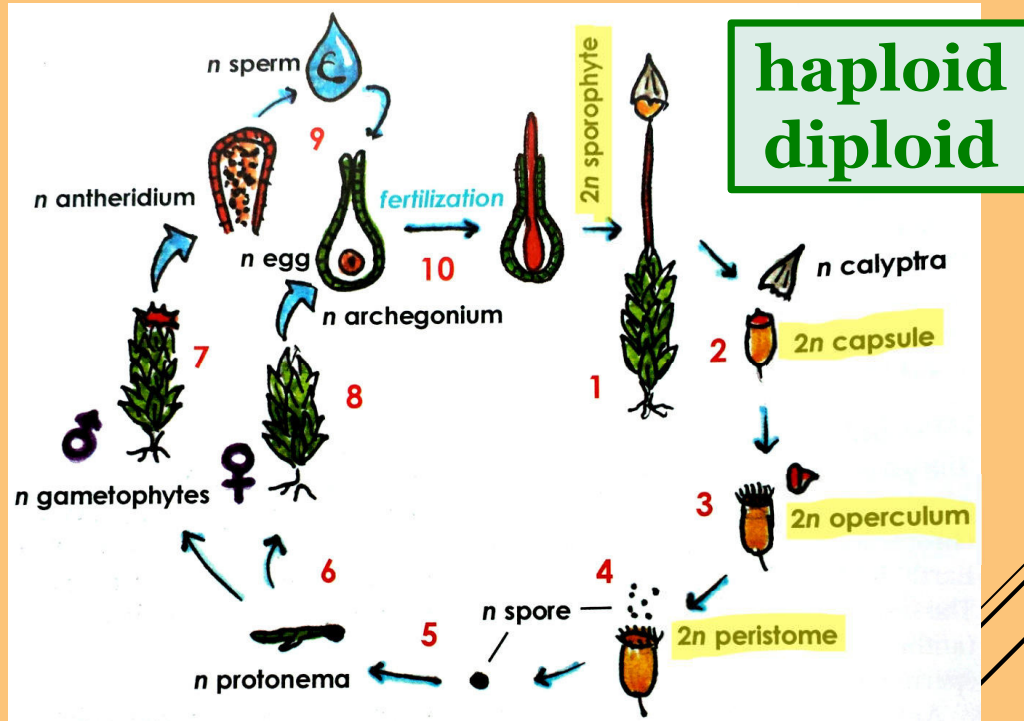 haploid
diploid
n sperm
9
2n sporophyte
n antheridium
fertilization
n egg
10
n archegonium
n calyptra
2
2n capsule
7
8
1
3
2n operculum
n gametophytes
6
4
n spore
2n peristome
5
n protonema